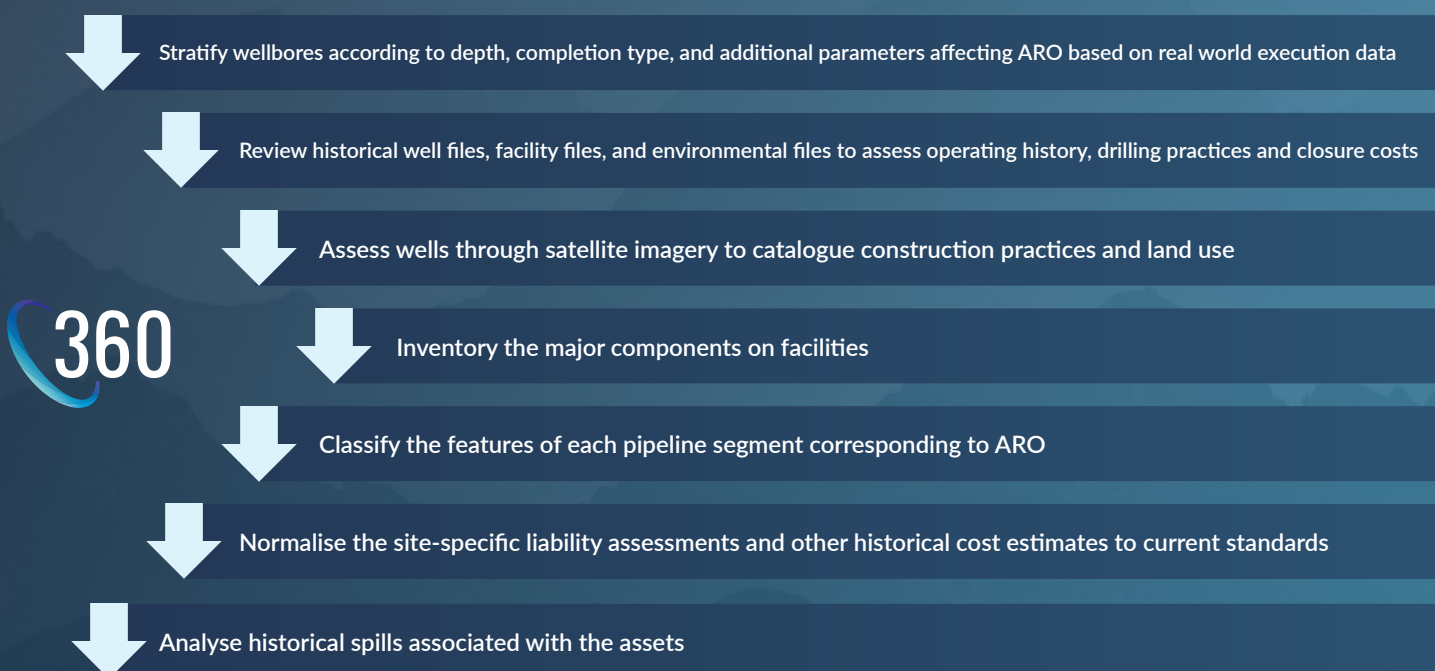 Stratify wellbores according to depth, completion type, and additional parameters affecting ARO based on real world execution data
Review historical well files, facility files, and environmental files to assess operating history, drilling practices and closure costs
Assess wells through satellite imagery to catalogue construction practices and land use
360
Inventory the major components on facilities
Classify the features of each pipeline segment corresponding to ARO
Normalise the site-specific liability assessments and other historical cost estimates to current standards
Analyse historical spills associated with the assets